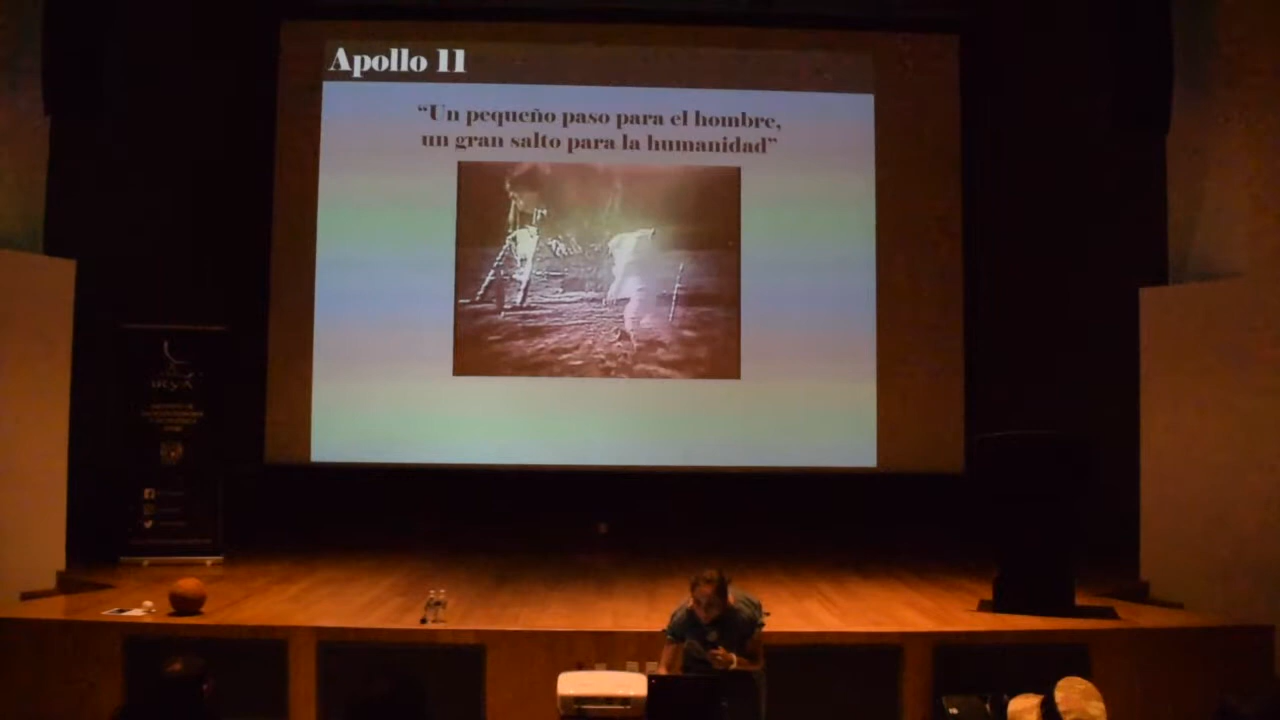 Apollo 11
“Un pequeño paso para el hombre,
un gran salto para la humanidad”